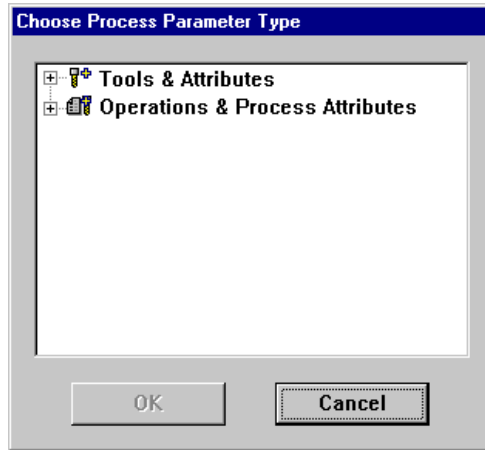 Choose Process Parameter Type
Tools & Attributes
Operations & Process Attributes
OK
Cancel